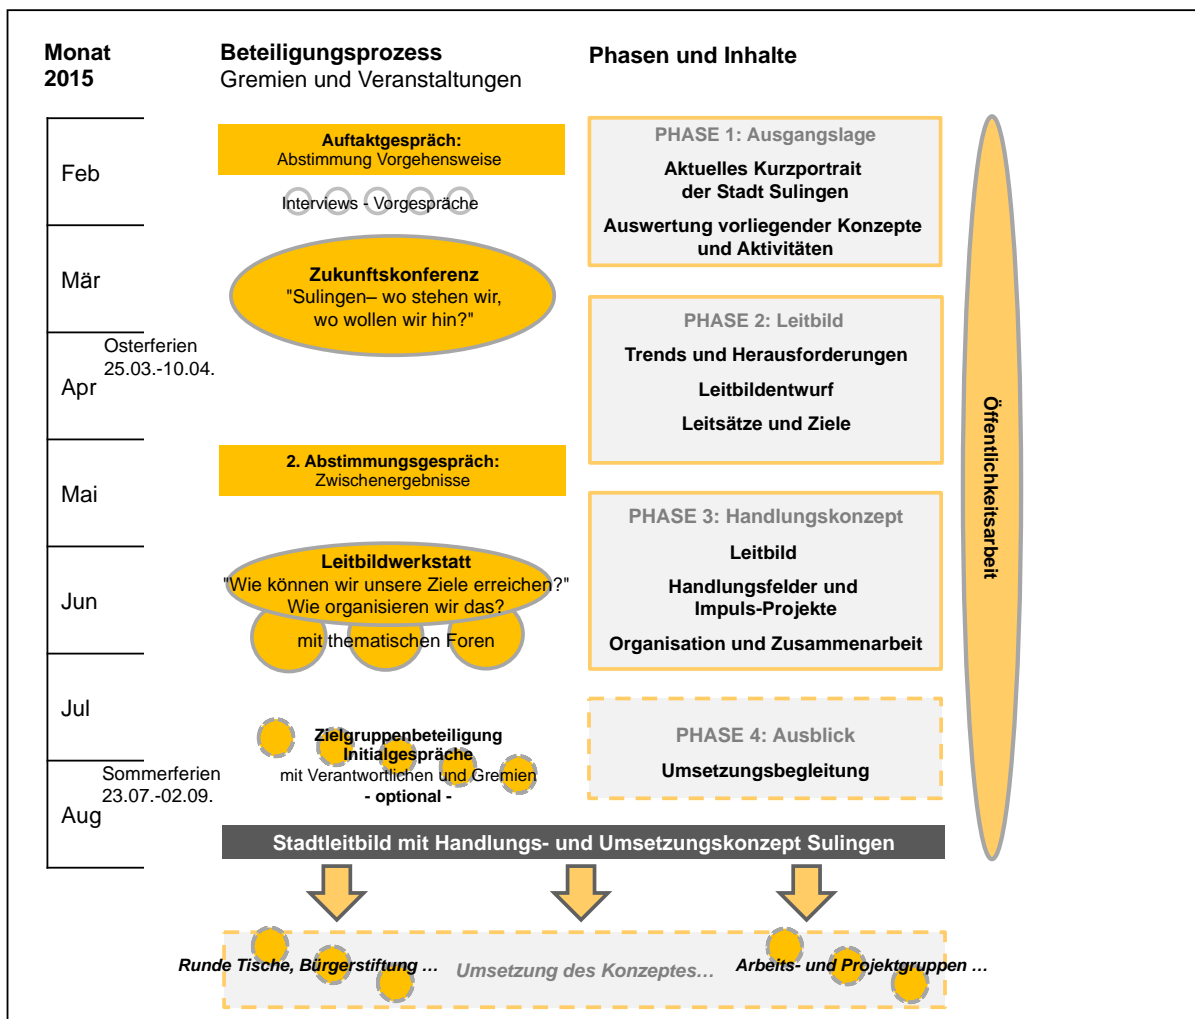 Monat
2015
Beteiligungsprozess
Gremien und Veranstaltungen
Phasen und Inhalte
Feb
Mär
Osterferien
25.03.-10.04.
Apr
Mai
Jun
Jul
Sommerferien
23.07.-02.09.
Aug
Auftaktgespräch:
Abstimmung Vorgehensweise
Interviews - Vorgespräche
Zukunftskonferenz
"Sulingen– wo stehen wir,
wo wollen wir hin?"
2. Abstimmungsgespräch:
Zwischenergebnisse
Leitbildwerkstatt
"Wie können wir unsere Ziele erreichen?"
Wie organisieren wir das?
mit thematischen Foren
Zielgruppenbeteiligung
Initialgespräche
mit Verantwortlichen und Gremien
- optional -
PHASE 1: Ausgangslage
Aktuelles Kurzportrait
der Stadt Sulingen
Auswertung vorliegender Konzepte
und Aktivitäten
PHASE 2: Leitbild
Trends und Herausforderungen
Leitbildentwurf
Leitsätze und Ziele
PHASE 3: Handlungskonzept
Leitbild
Handlungsfelder und
Impuls-Projekte
Organisation und Zusammenarbeit
PHASE 4: Ausblick
Umsetzungsbegleitung
Öffentlichkeitsarbeit
Stadtleitbild mit Handlungs- und Umsetzungskonzept Sulingen
Runde Tische, Bürgerstiftung ...
Umsetzung des Konzeptes...
Arbeits- und Projektgruppen ...